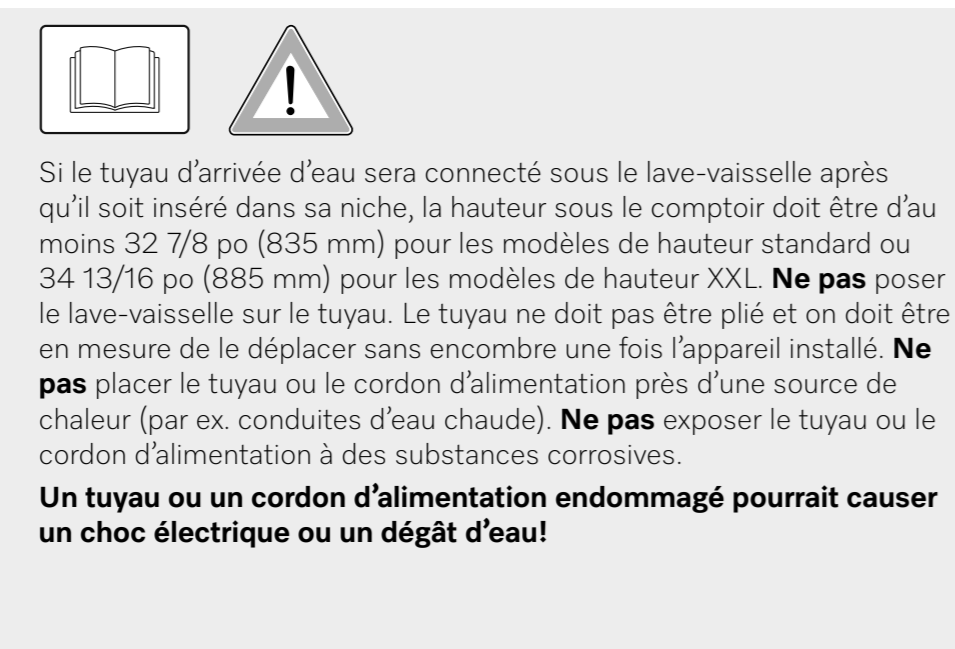 Si le tuyau d’arrivée d’eau sera connecté sous le lave-vaisselle après
qu’il soit inséré dans sa niche, la hauteur sous le comptoir doit être d’au
moins 32 7/8 po (835 mm) pour les modèles de hauteur standard ou
34 13/16 po (885 mm) pour les modèles de hauteur XXL. Ne pas poser
le lave-vaisselle sur le tuyau. Le tuyau ne doit pas être plié et on doit être
en mesure de le déplacer sans encombre une fois l’appareil installé. Ne
pas placer le tuyau ou le cordon d’alimentation près d’une source de
chaleur (par ex. conduites d’eau chaude). Ne pas exposer le tuyau ou le
cordon d’alimentation à des substances corrosives.
Un tuyau ou un cordon d’alimentation endommagé pourrait causer
un choc électrique ou un dégât d’eau!